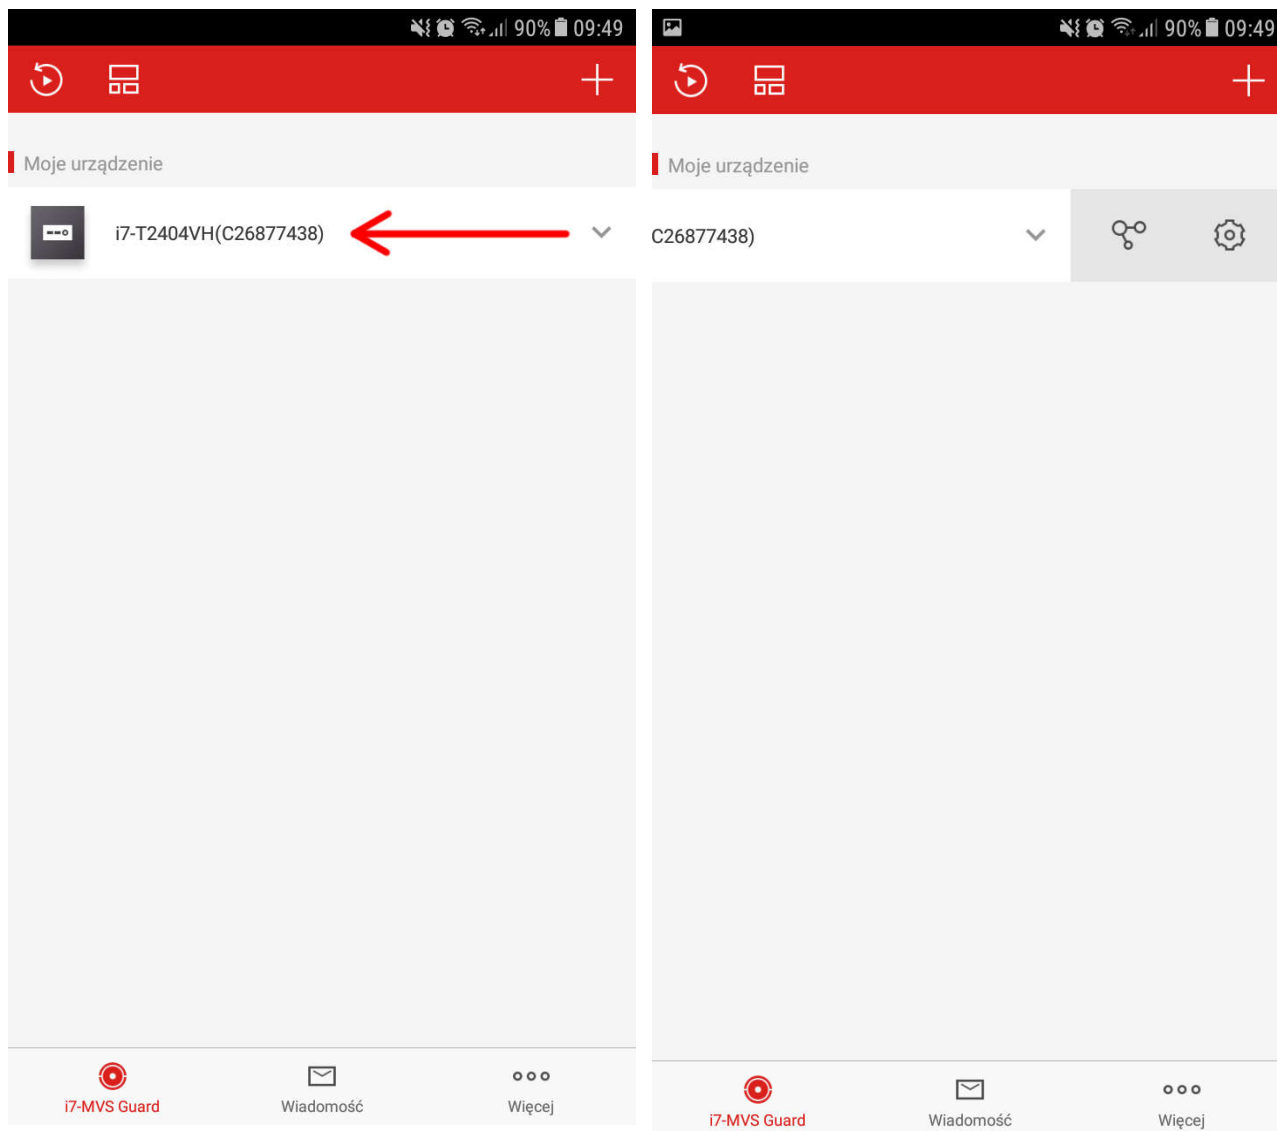 90% 09:49
Moje urządzenie
i7-T2404VH(C26877438)
i7-MVS Guard
Wiadomość
Więcej
90% 09:49
Moje urządzenie
C26877438)
i7-MVS Guard
Wiadomość
Więcej